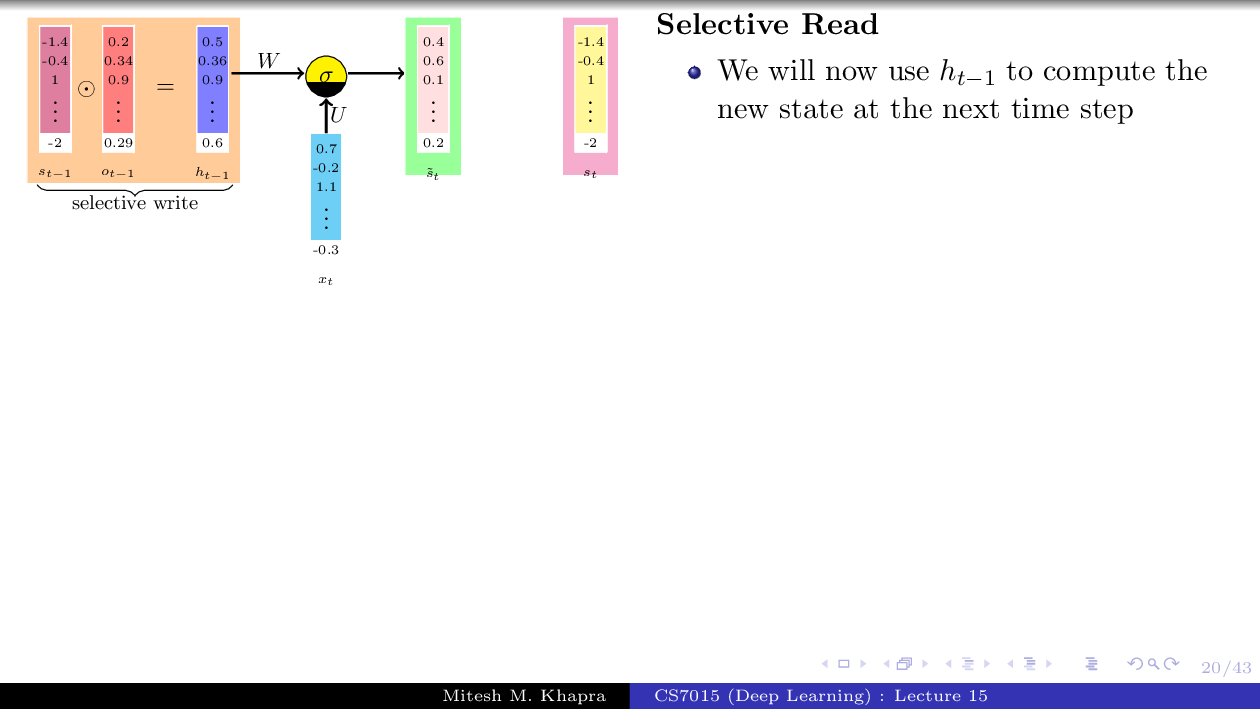 Selective Read
We will now use h_{t−1} to compute the
new state at the next time step
-1.4 0.2 0.5 0.4 -1.4
-0.4 0.34 0.36 0.6 -0.4
1 0.9 0.9 0.1 1
⊙ = W σ U
⋮ ⋮ ⋮ ⋮ ⋮
-2 0.29 0.6 0.2 -2
s_{t−1} o_{t−1} h_{t−1} s̃_t s_t
selective write
0.7
-0.2
1.1
⋮
-0.3
x_t
20/43
Mitesh M. Khapra
CS7015 (Deep Learning) : Lecture 15